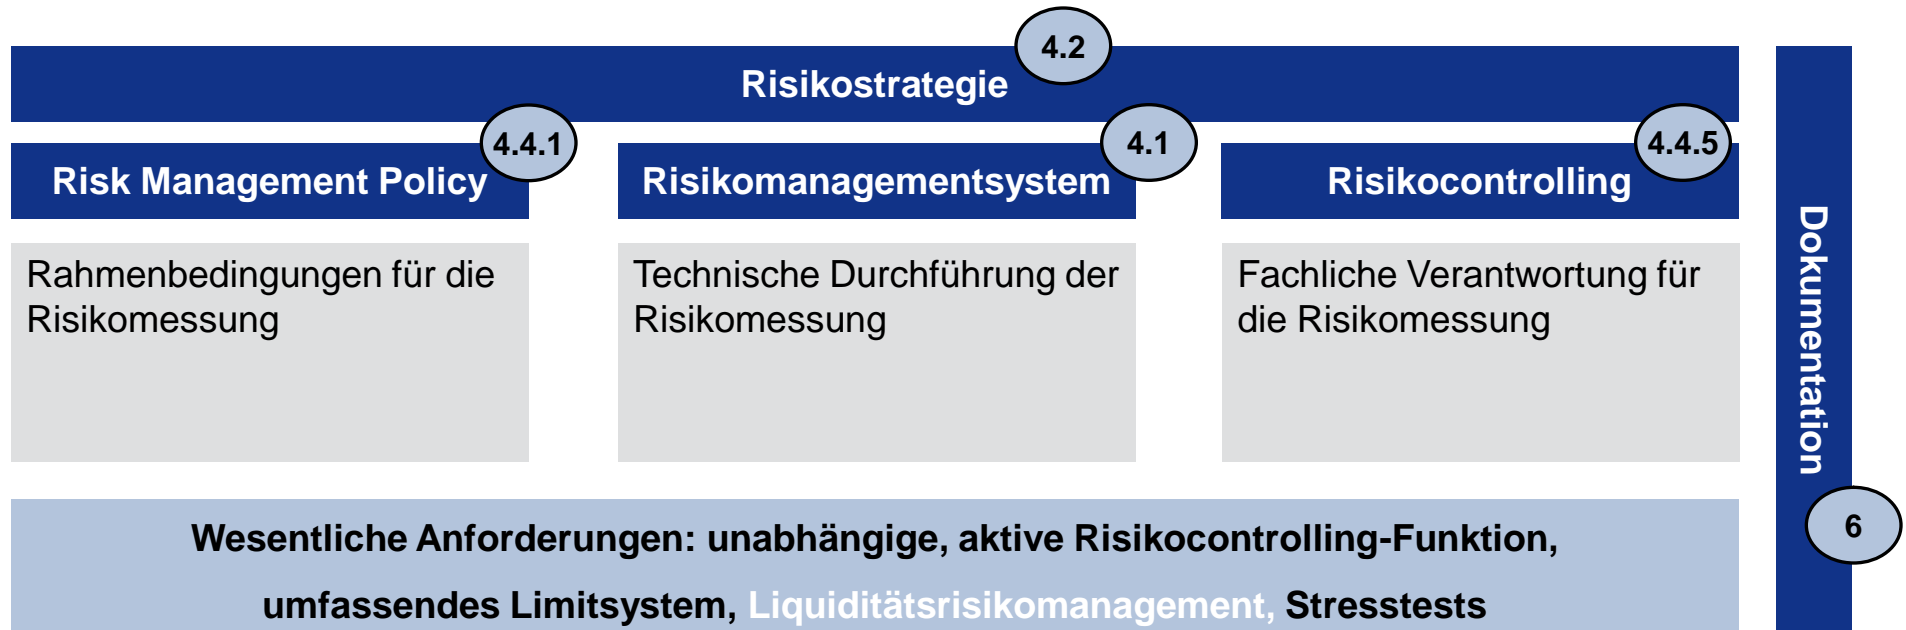 4.2
Risikostrategie
4.4.1
4.1
4.4.5
Risk Management Policy
Risikomanagementsystem
Risikocontrolling
Rahmenbedingungen für die
Risikomessung
Technische Durchführung der
Risikomessung
Fachliche Verantwortung für
die Risikomessung
Dokumentation
6
Wesentliche Anforderungen: unabhängige, aktive Risikocontrolling-Funktion,
umfassendes Limitsystem, Liquiditätsrisikomanagement, Stresstests